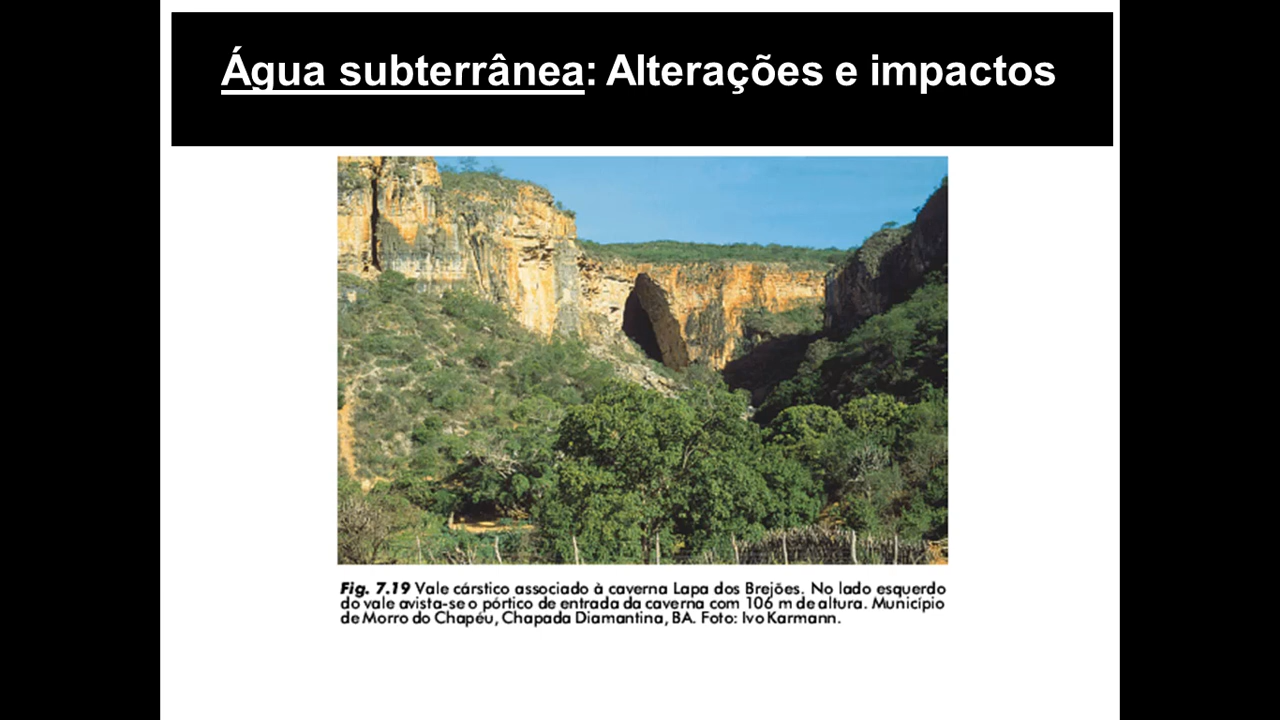 Água subterrânea: Alterações e impactos
Fig. 7.19 Vale cárstico associado à caverna Lapa dos Brejões. No lado esquerdo
do vale avista-se o pórtico de entrada da caverna com 106 m de altura. Município
de Morro do Chapéu, Chapada Diamantina, BA. Foto: Ivo Karmann.